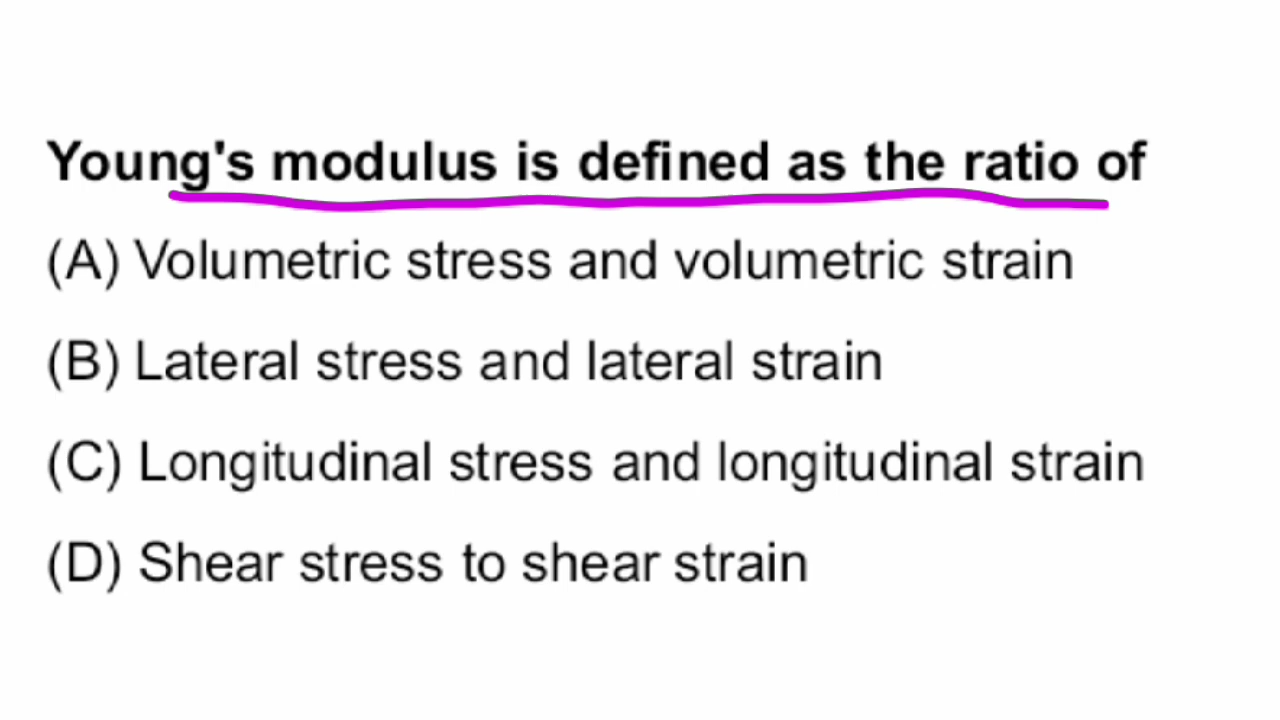 Young's modulus is defined as the ratio of
(A) Volumetric stress and volumetric strain
(B) Lateral stress and lateral strain
(C) Longitudinal stress and longitudinal strain
(D) Shear stress to shear strain